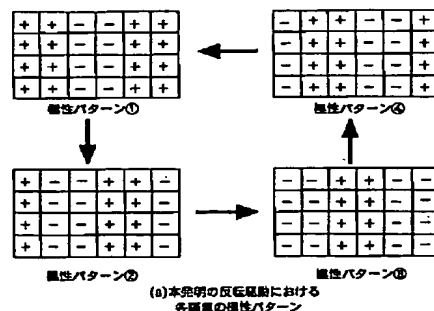 + + − − + +
+ + − − + +
+ + − − + +
+ + − − + +
極性パターン①
− + + − − +
− + + − − +
− + + − − +
− + + − − +
極性パターン④
+ − − + + −
+ − − + + −
+ − − + + −
+ − − + + −
極性パターン②
− − + + − −
− − + + − −
− − + + − −
− − + + − −
極性パターン③
(a)本発明の反転駆動における
各画素の極性パターン